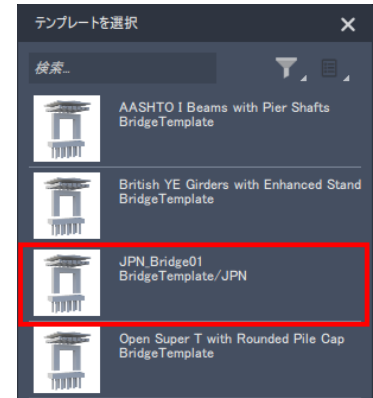 テンプレートを選択
検索...
AASHTO I Beams with Pier Shafts
BridgeTemplate
British YE Girders with Enhanced Stand
BridgeTemplate
JPN_Bridge01
BridgeTemplate/JPN
Open Super T with Rounded Pile Cap
BridgeTemplate